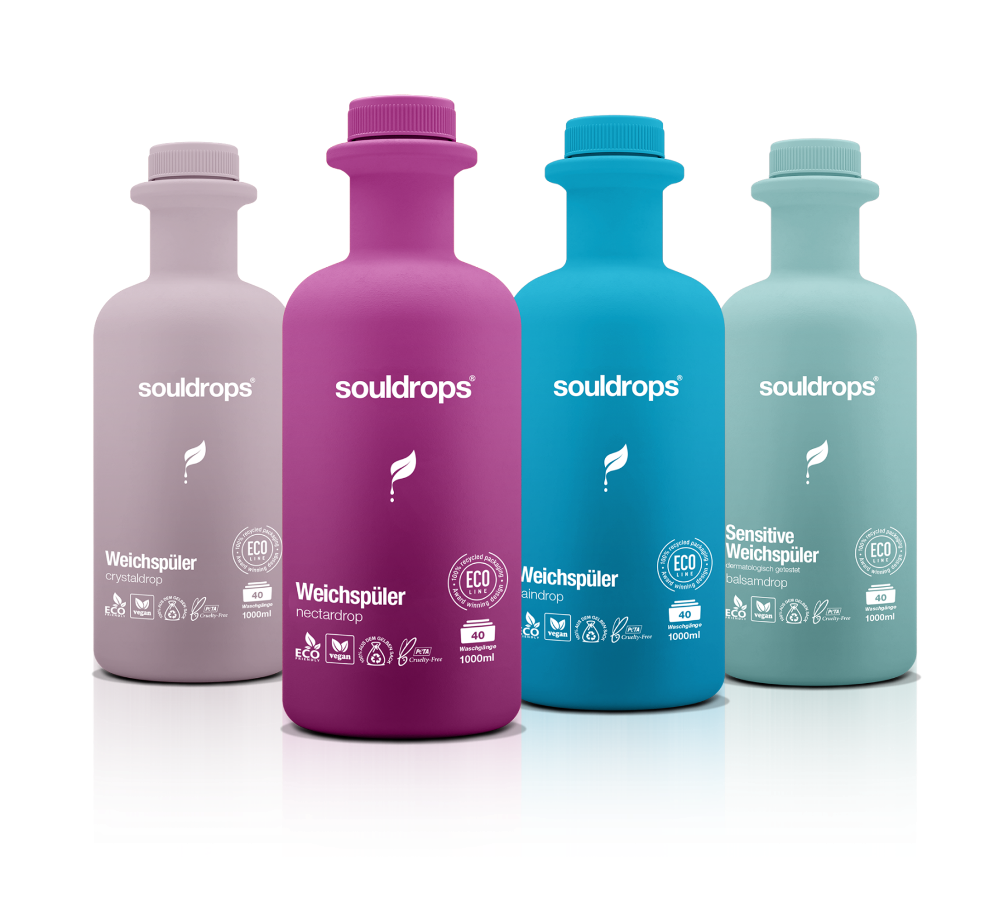 souldrops®
Weichspüler
crystaldrop
100% recycled packaging
ECO
LINE
Award winning design
ECO
FRIENDLY
vegan
100% AUS DEM GELBEN SACK
PETA
Cruelty-Free
40
Waschgänge
1000ml
souldrops®
Weichspüler
nectardrop
100% recycled packaging
ECO
LINE
Award winning design
ECO
FRIENDLY
vegan
100% AUS DEM GELBEN SACK
PETA
Cruelty-Free
40
Waschgänge
1000ml
souldrops®
Weichspüler
aindrop
100% recycled packaging
ECO
LINE
Award winning design
CO
IENDLY
vegan
100% AUS DEM GELBEN SACK
PETA
Cruelty-Free
40
Waschgänge
1000ml
souldrops®
Sensitive
Weichspüler
dermatologisch getestet
balsamdrop
100% recycled packaging
ECO
LINE
Award winning design
ECO
FRIENDLY
vegan
100% AUS DEM GELBEN SACK
PETA
Cruelty-Free
40
Waschgänge
1000ml